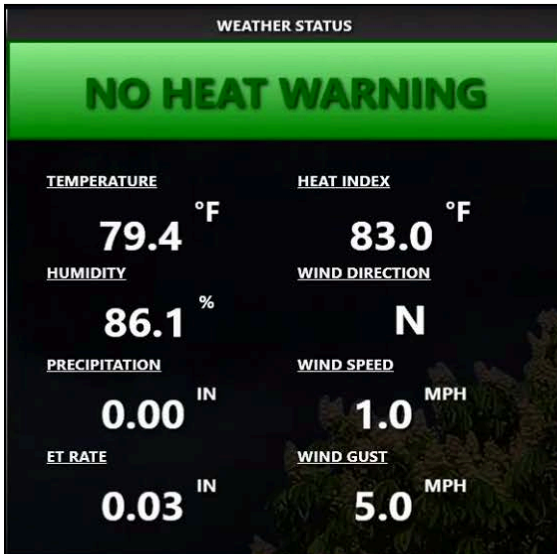 WEATHER STATUS
NO HEAT WARNING
TEMPERATURE HEAT INDEX
79.4 °F 83.0 °F
HUMIDITY WIND DIRECTION
86.1 % N
PRECIPITATION WIND SPEED
0.00 IN 1.0 MPH
ET RATE WIND GUST
0.03 IN 5.0 MPH